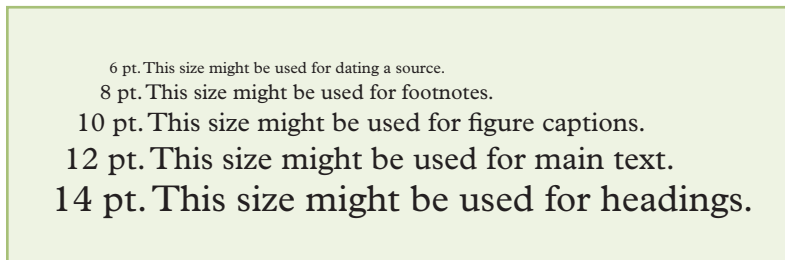 6 pt. This size might be used for dating a source.
8 pt. This size might be used for footnotes.
10 pt. This size might be used for figure captions.
12 pt. This size might be used for main text.
14 pt. This size might be used for headings.